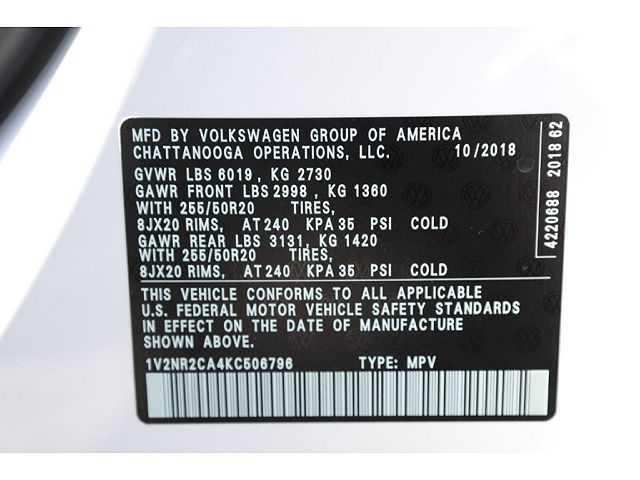 MFD BY VOLKSWAGEN GROUP OF AMERICA
CHATTANOOGA OPERATIONS, LLC. 10/2018
GVWR LBS 6019, KG 2730
GAWR FRONT LBS 2998, KG 1360
WITH 255/50R20 TIRES,
8JX20 RIMS, AT 240 KPA 35 PSI COLD
GAWR REAR LBS 3131, KG 1420
WITH 255/50R20 TIRES,
8JX20 RIMS, AT 240 KPA 35 PSI COLD
THIS VEHICLE CONFORMS TO ALL APPLICABLE
U.S. FEDERAL MOTOR VEHICLE SAFETY STANDARDS
IN EFFECT ON THE DATE OF MANUFACTURE
SHOWN ABOVE.
1V2NR2CA4KC506796 TYPE: MPV
4220688 2018 62